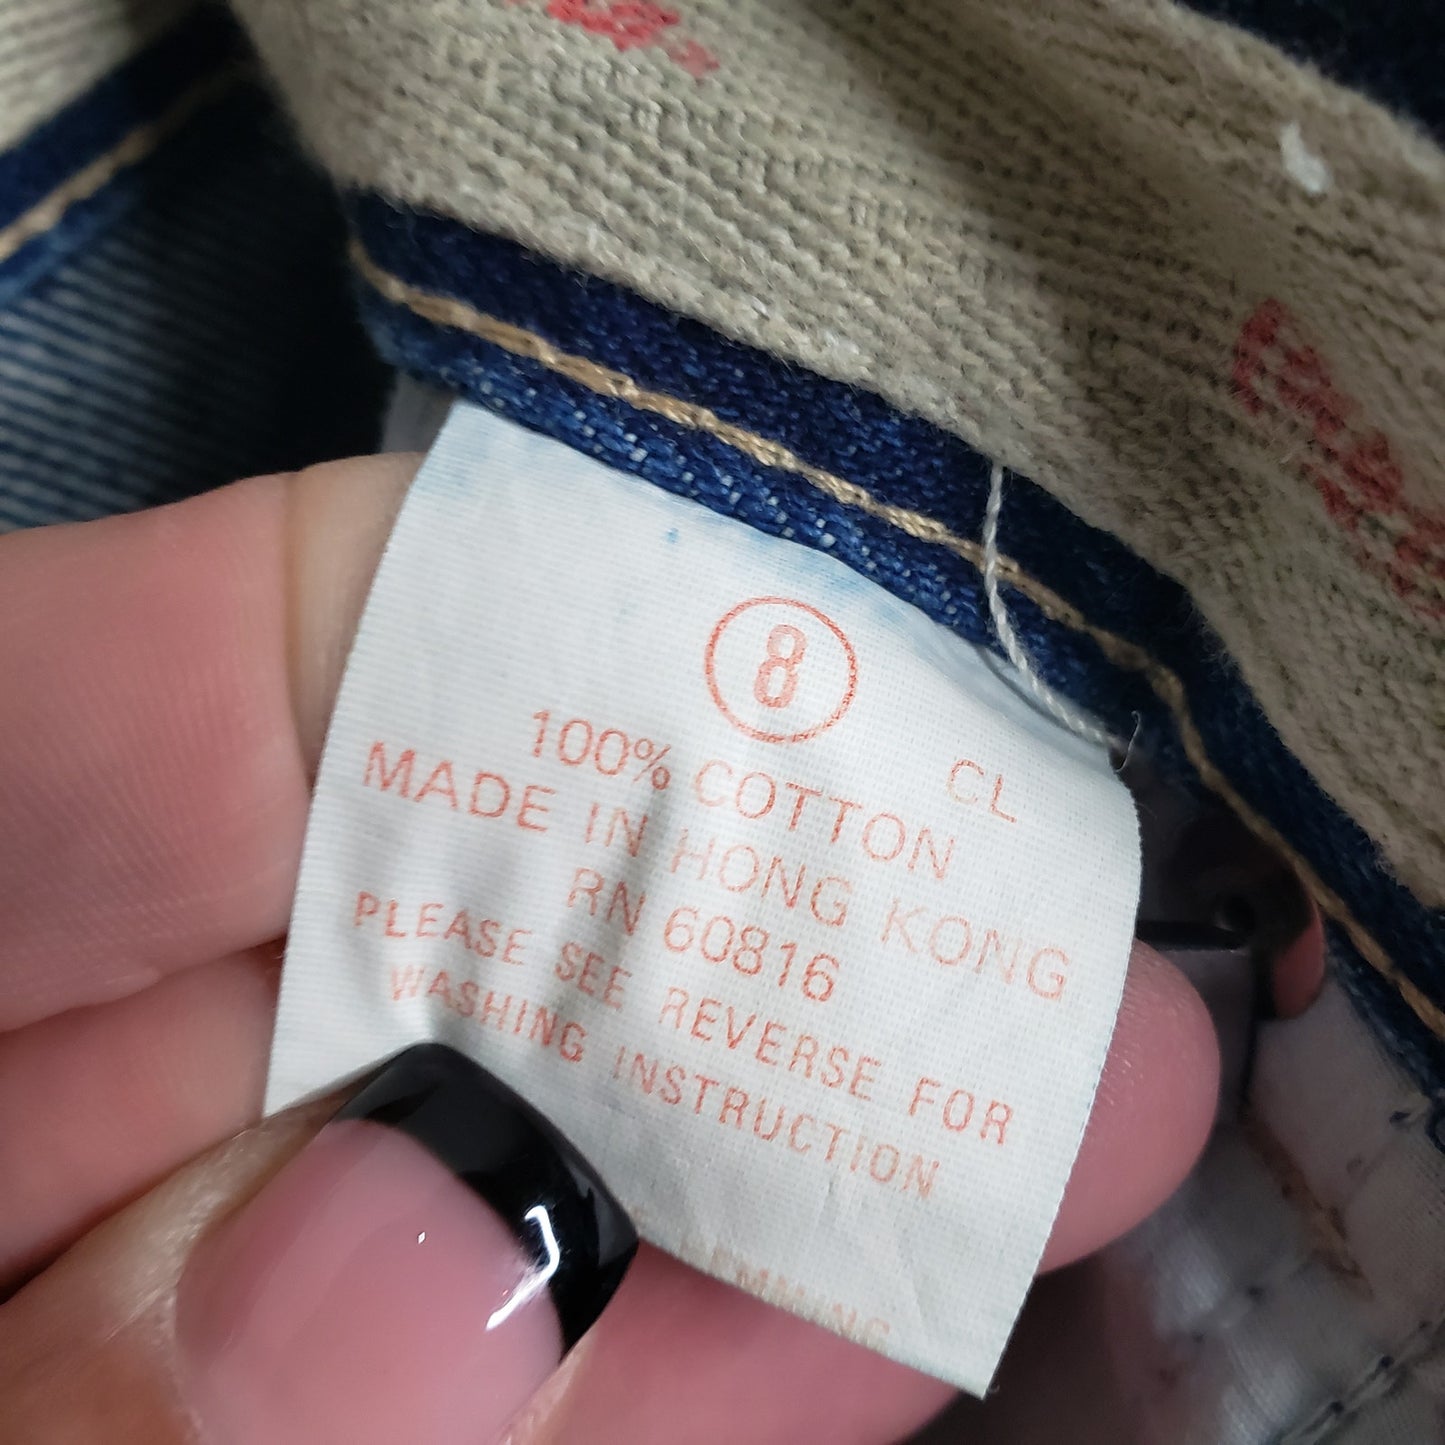 8
CL
100% COTTON
MADE IN HONG KONG
RN 60816
PLEASE SEE REVERSE FOR
WASHING INSTRUCTION